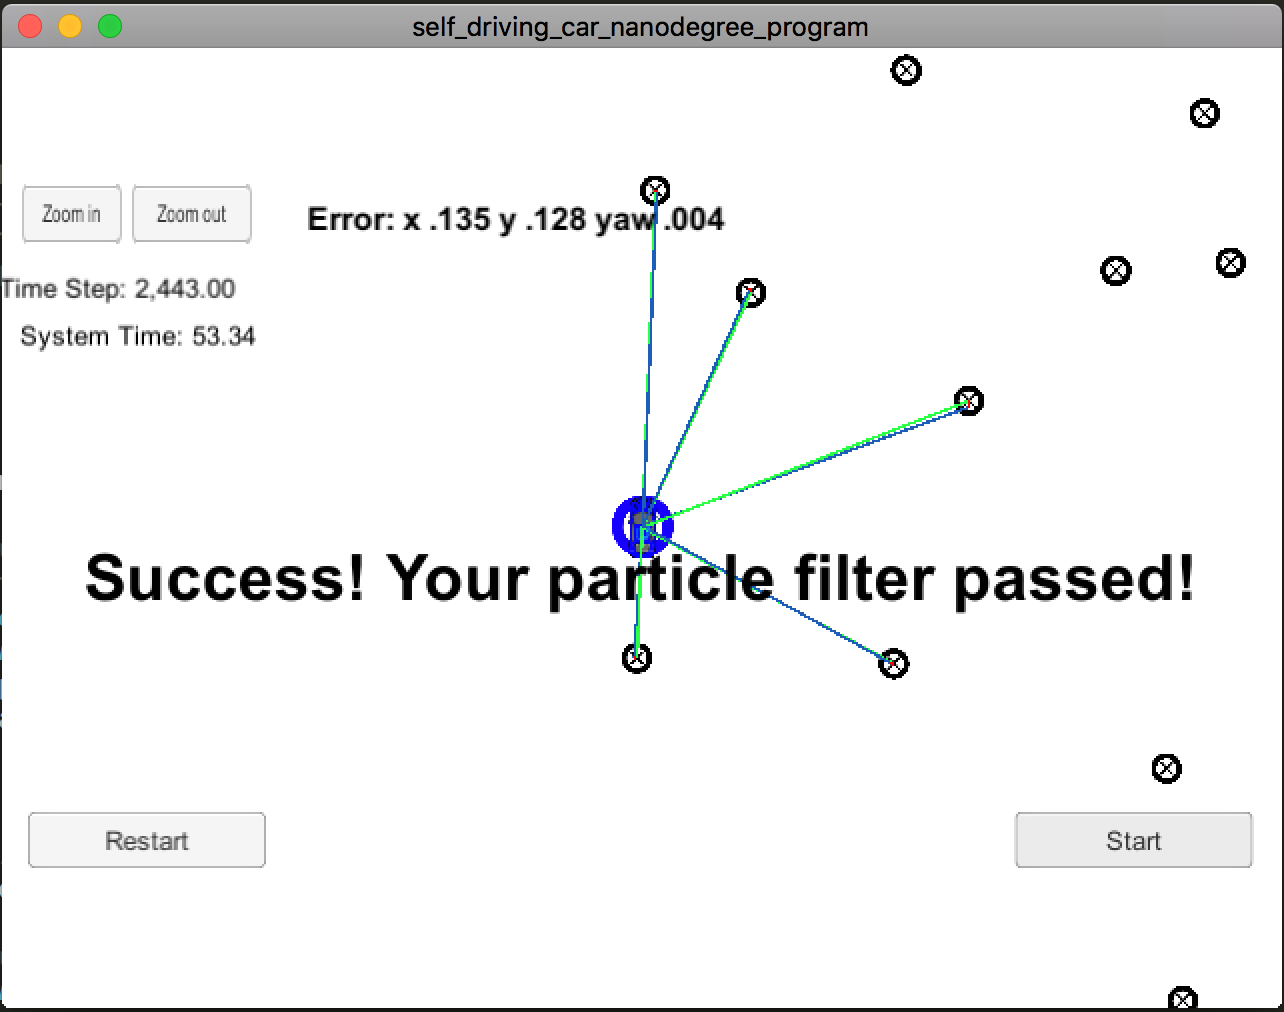 self_driving_car_nanodegree_program
Zoom in
Zoom out
Error: x .135 y .128 yaw .004
Time Step: 2,443.00
System Time: 53.34
Success! Your particle filter passed!
Restart
Start